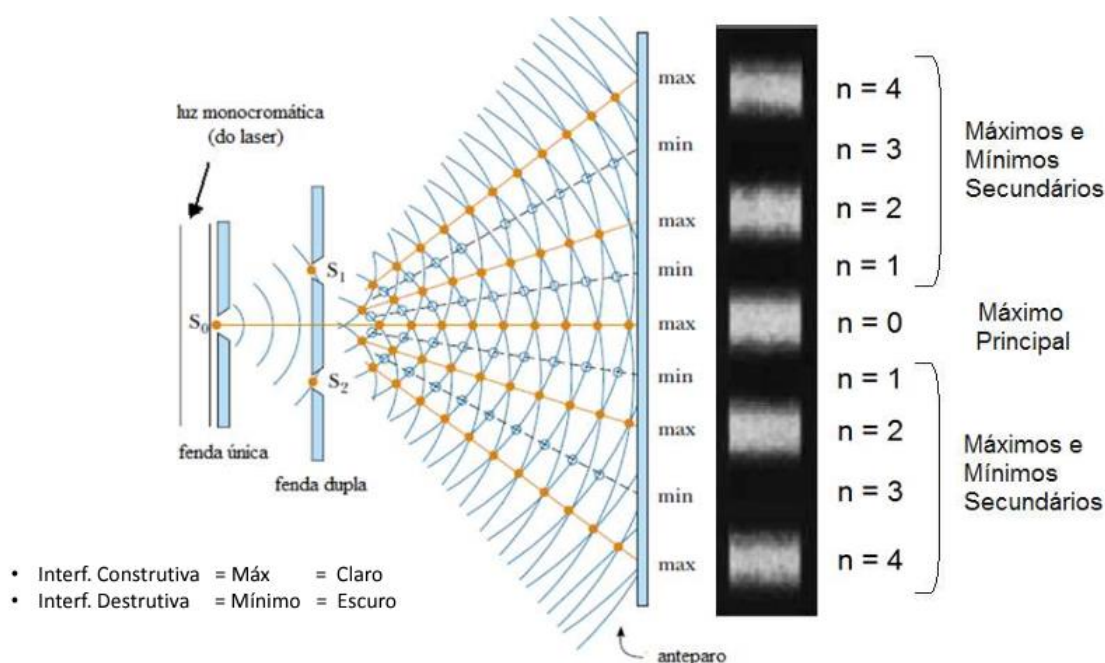 luz monocromática
(do laser)
S₀
S₁
S₂
fenda única
fenda dupla
max
min
max
min
max
min
max
min
max
anteparo
n = 4
n = 3
n = 2
n = 1
n = 0
n = 1
n = 2
n = 3
n = 4
Máximos e
Mínimos
Secundários
Máximo
Principal
Máximos e
Mínimos
Secundários
• Interf. Construtiva = Máx = Claro
• Interf. Destrutiva = Mínimo = Escuro